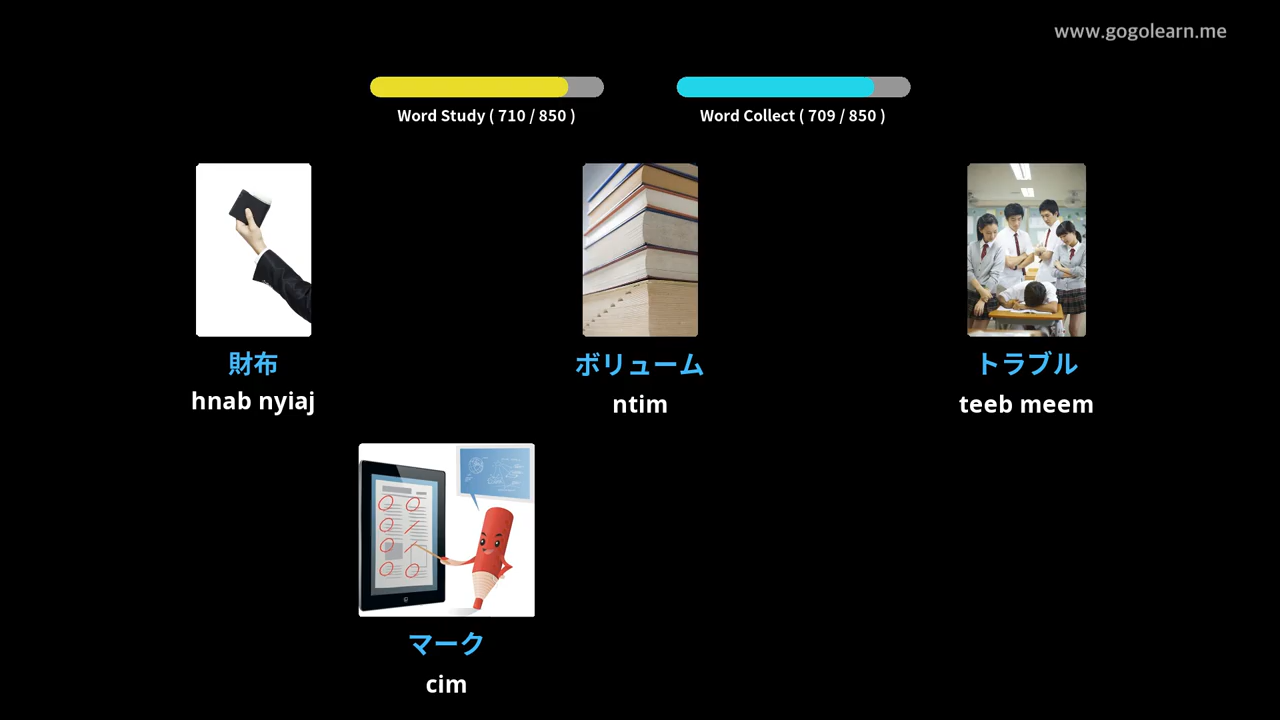 www.gogolearn.me
Word Study ( 710 / 850 )
Word Collect ( 709 / 850 )
財布
hnab nyiaj
ボリューム
ntim
トラブル
teeb meem
マーク
cim